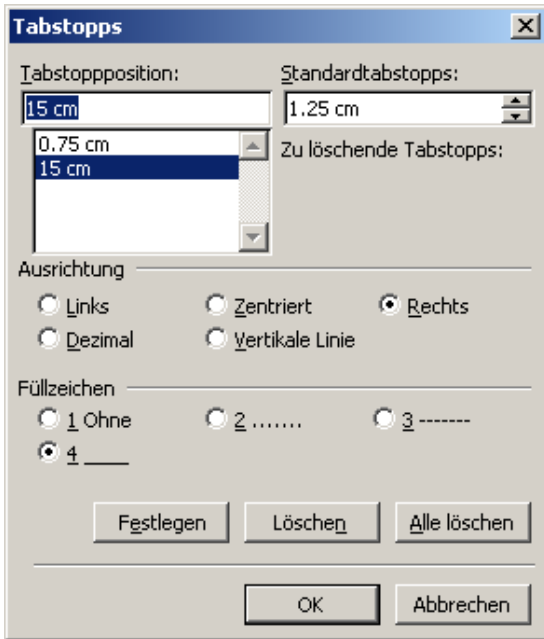 Tabstopps
Tabstoppposition: Standardtabstopps:
15 cm 1.25 cm
0.75 cm Zu löschende Tabstopps:
15 cm
Ausrichtung
Links Zentriert Rechts
Dezimal Vertikale Linie
Füllzeichen
1 Ohne 2 ....... 3 -------
4 ____
Festlegen Löschen Alle löschen
OK Abbrechen